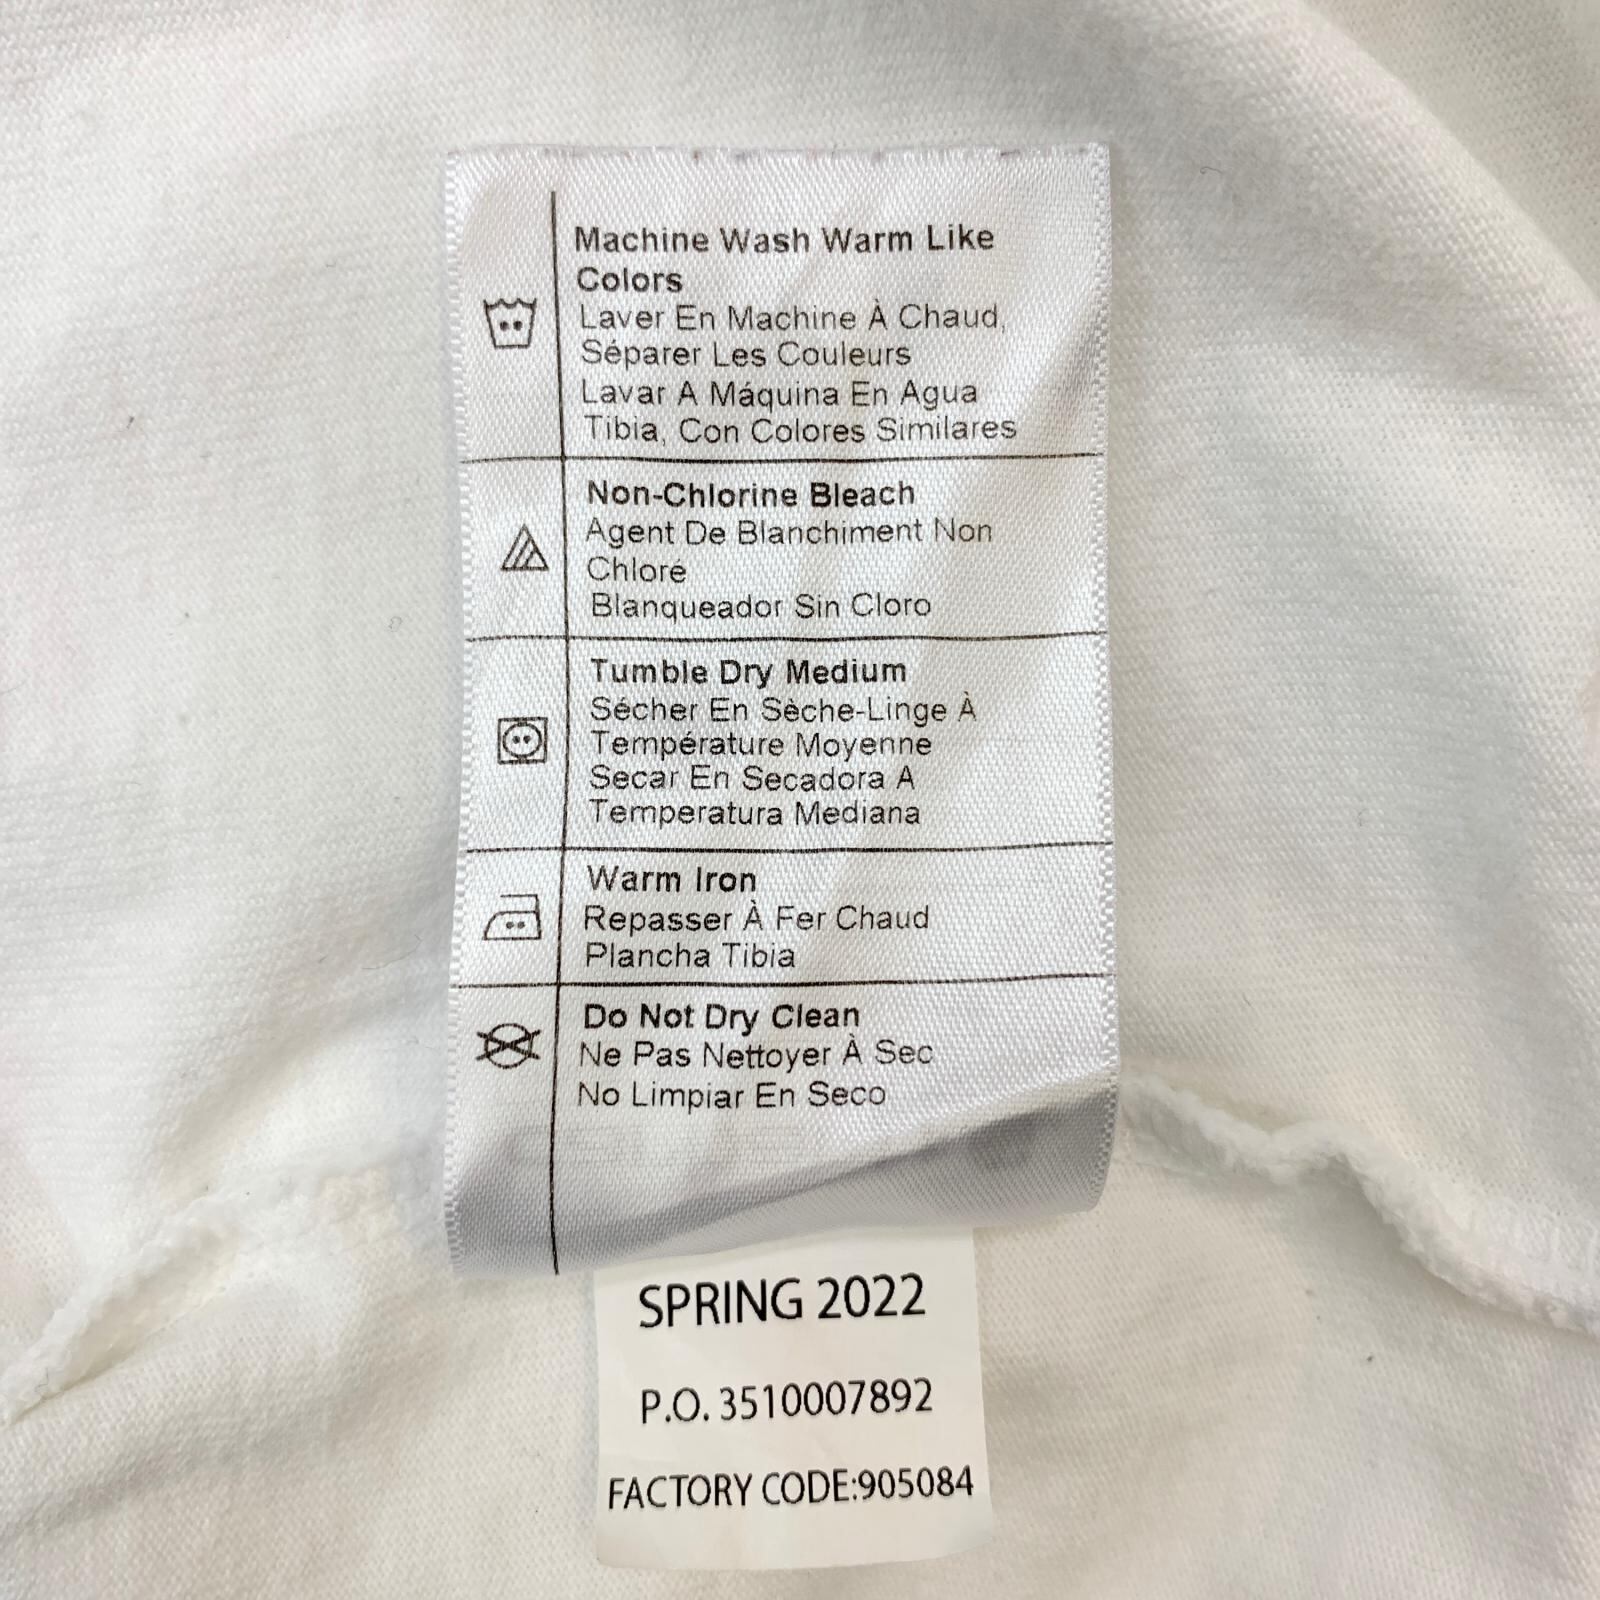 Machine Wash Warm Like
Colors
Laver En Machine À Chaud,
Séparer Les Couleurs
Lavar A Máquina En Agua
Tibia, Con Colores Similares
Non-Chlorine Bleach
Agent De Blanchiment Non
Chloré
Blanqueador Sin Cloro
Tumble Dry Medium
Sécher En Sèche-Linge À
Température Moyenne
Secar En Secadora A
Temperatura Mediana
Warm Iron
Repasser À Fer Chaud
Plancha Tibia
Do Not Dry Clean
Ne Pas Nettoyer À Sec
No Limpiar En Seco
SPRING 2022
P.O. 3510007892
FACTORY CODE:905084